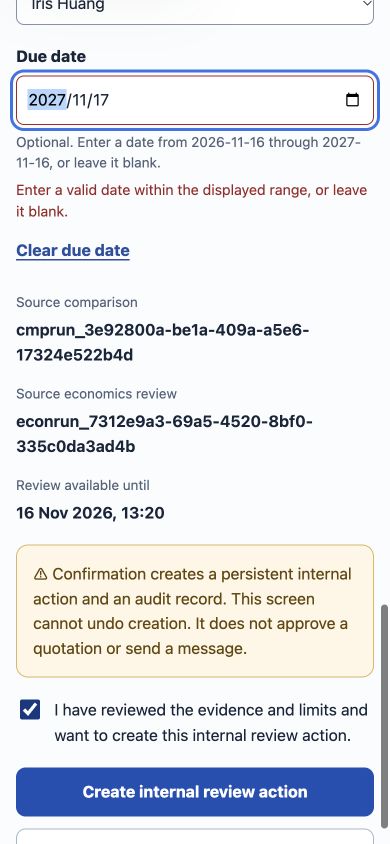 Iris Huang
Due date
2027/11/17
Optional. Enter a date from 2026-11-16 through 2027-
11-16, or leave it blank.
Enter a valid date within the displayed range, or leave
it blank.
Clear due date
Source comparison
cmprun_3e92800a-be1a-409a-a5e6-
17324e522b4d
Source economics review
econrun_7312e9a3-69a5-4520-8bf0-
335c0da3ad4b
Review available until
16 Nov 2026, 13:20
⚠ Confirmation creates a persistent internal
action and an audit record. This screen
cannot undo creation. It does not approve a
quotation or send a message.
I have reviewed the evidence and limits and
want to create this internal review action.
Create internal review action